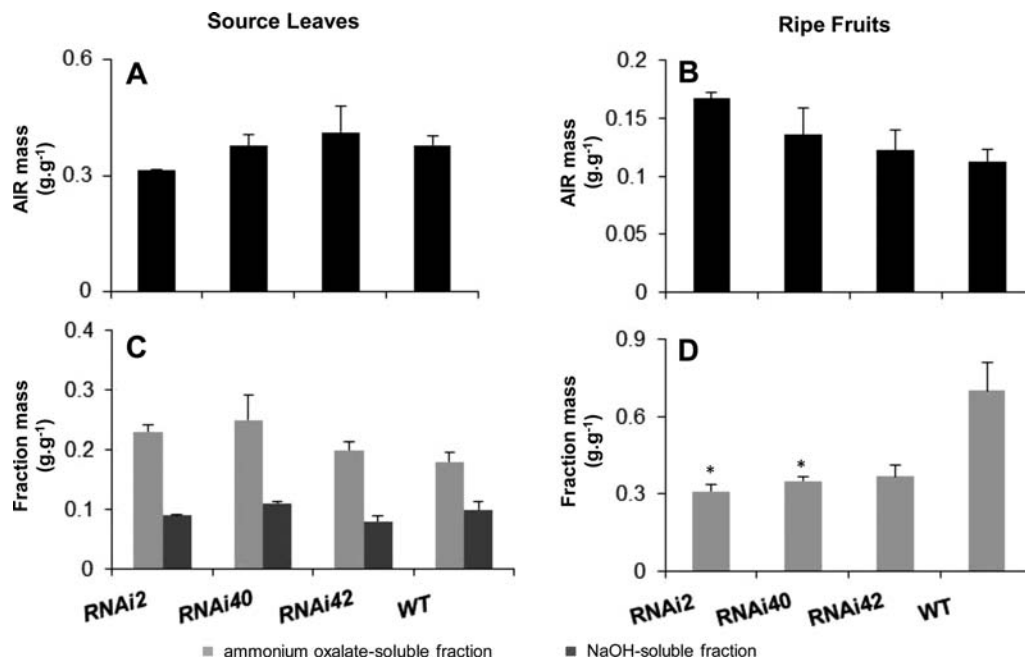 Source Leaves
A
0.6
0.3
0
AIR mass
(g.g-1)
Ripe Fruits
B
0.2
0.15
0.1
0.05
0
AIR mass
(g.g-1)
C
0.4
0.3
0.2
0.1
0
Fraction mass
(g.g-1)
RNAi2
RNAi40
RNAi42
WT
D
0.9
0.6
0.3
0
Fraction mass
(g.g-1)
*
*
RNAi2
RNAi40
RNAi42
WT
ammonium oxalate-soluble fraction
NaOH-soluble fraction